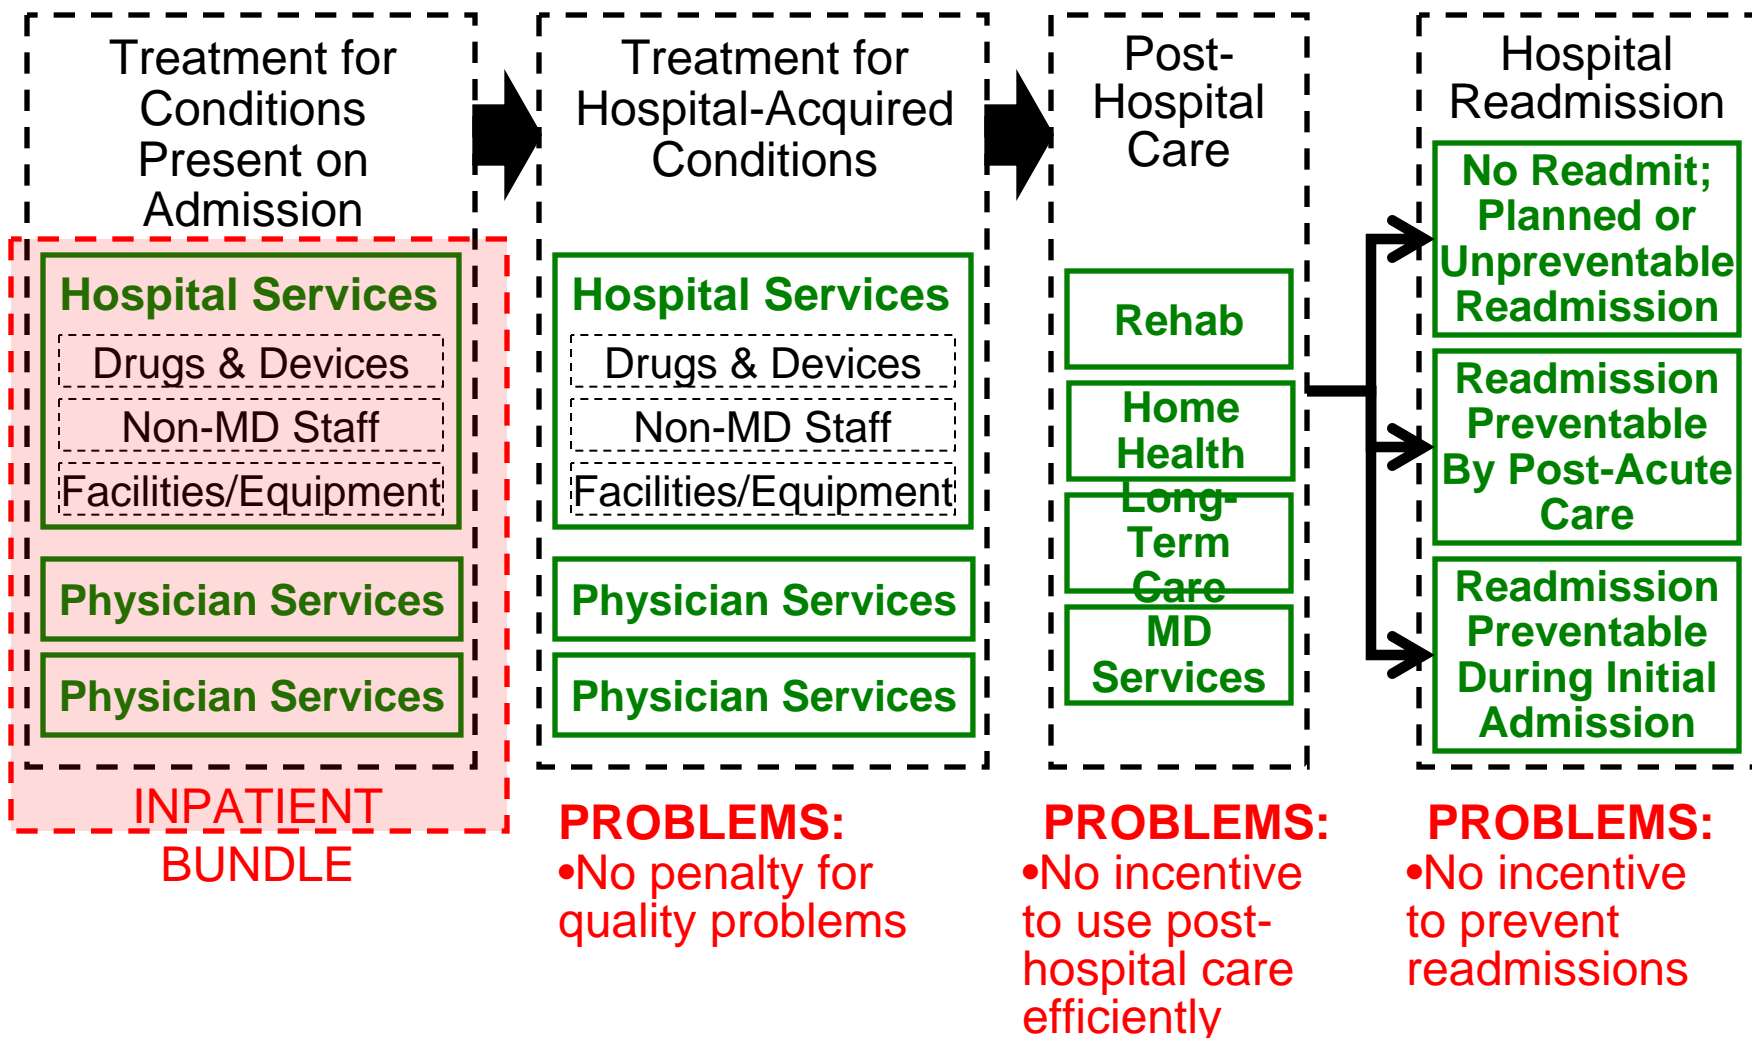 Treatment for
Conditions
Present on
Admission
Hospital Services
Drugs & Devices
Non-MD Staff
Facilities/Equipment
Physician Services
Physician Services
INPATIENT
BUNDLE
Treatment for
Hospital-Acquired
Conditions
Hospital Services
Drugs & Devices
Non-MD Staff
Facilities/Equipment
Physician Services
Physician Services
PROBLEMS:
•No penalty for
quality problems
Post-
Hospital
Care
Rehab
Home
Health
Long-
Term
Care
MD
Services
PROBLEMS:
•No incentive
to use post-
hospital care
efficiently
Hospital
Readmission
No Readmit;
Planned or
Unpreventable
Readmission
Readmission
Preventable
By Post-Acute
Care
Readmission
Preventable
During Initial
Admission
PROBLEMS:
•No incentive
to prevent
readmissions